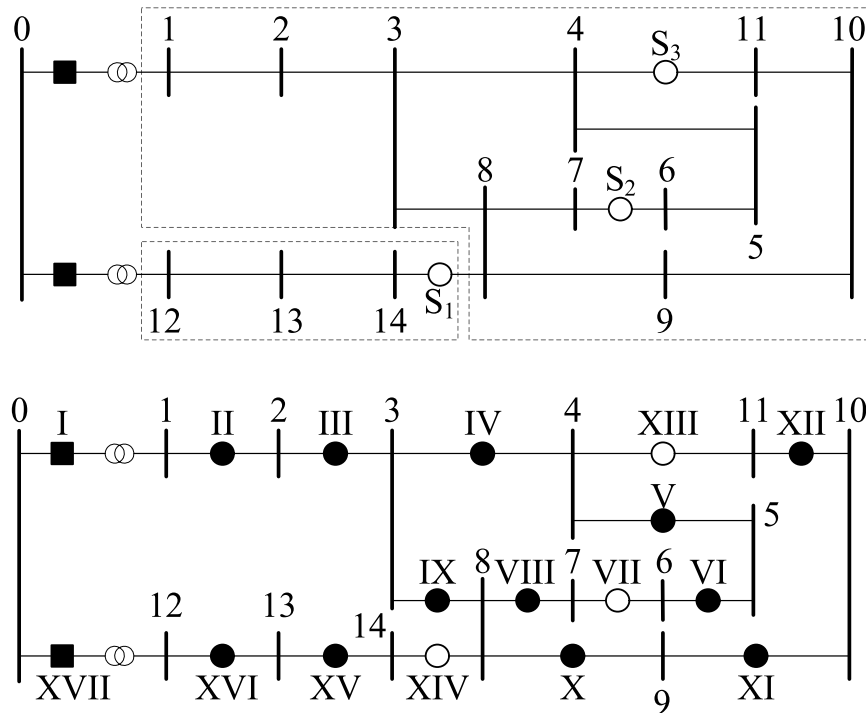 0 1 2 3 4 S₃ 11 10
8 7 S₂ 6
5
12 13 14 S₁ 9
0 I 1 II 2 III 3 IV 4 XIII 11 XII 10
V 5
IX 8 VIII 7 VII 6 VI
12 13 14
XVII XVI XV XIV X 9 XI